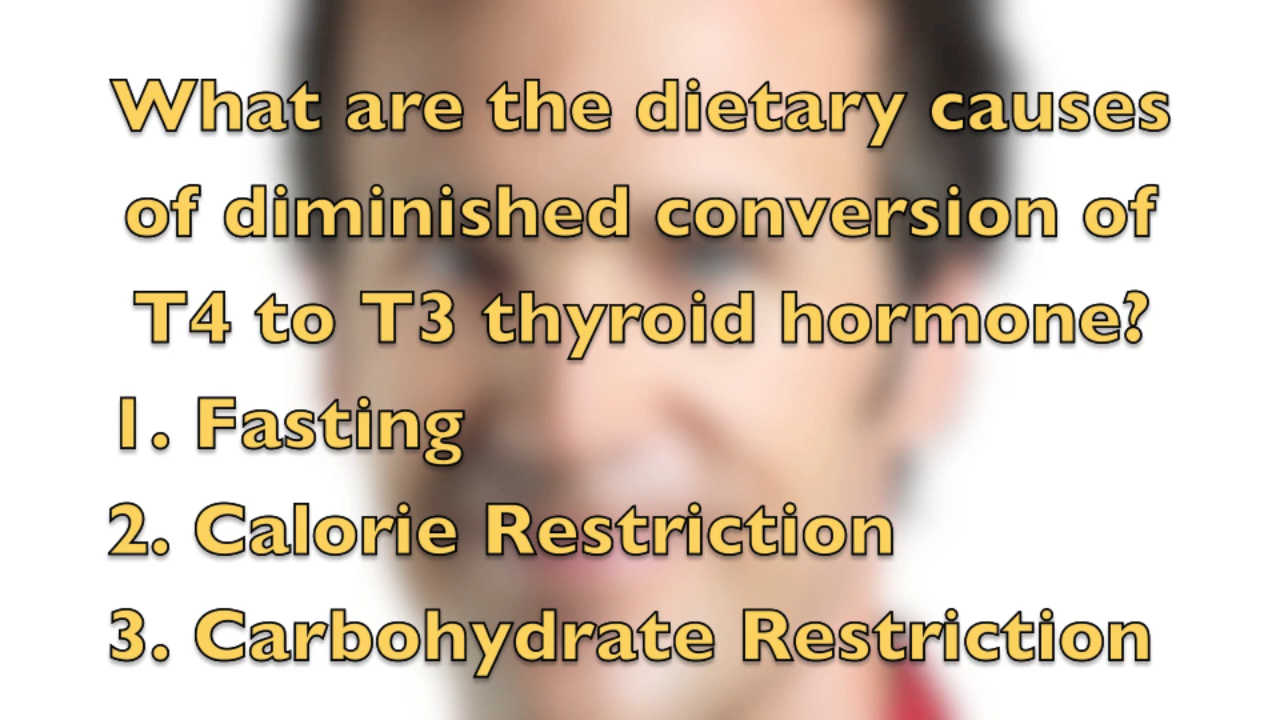 What are the dietary causes
of diminished conversion of
T4 to T3 thyroid hormone?
1. Fasting
2. Calorie Restriction
3. Carbohydrate Restriction